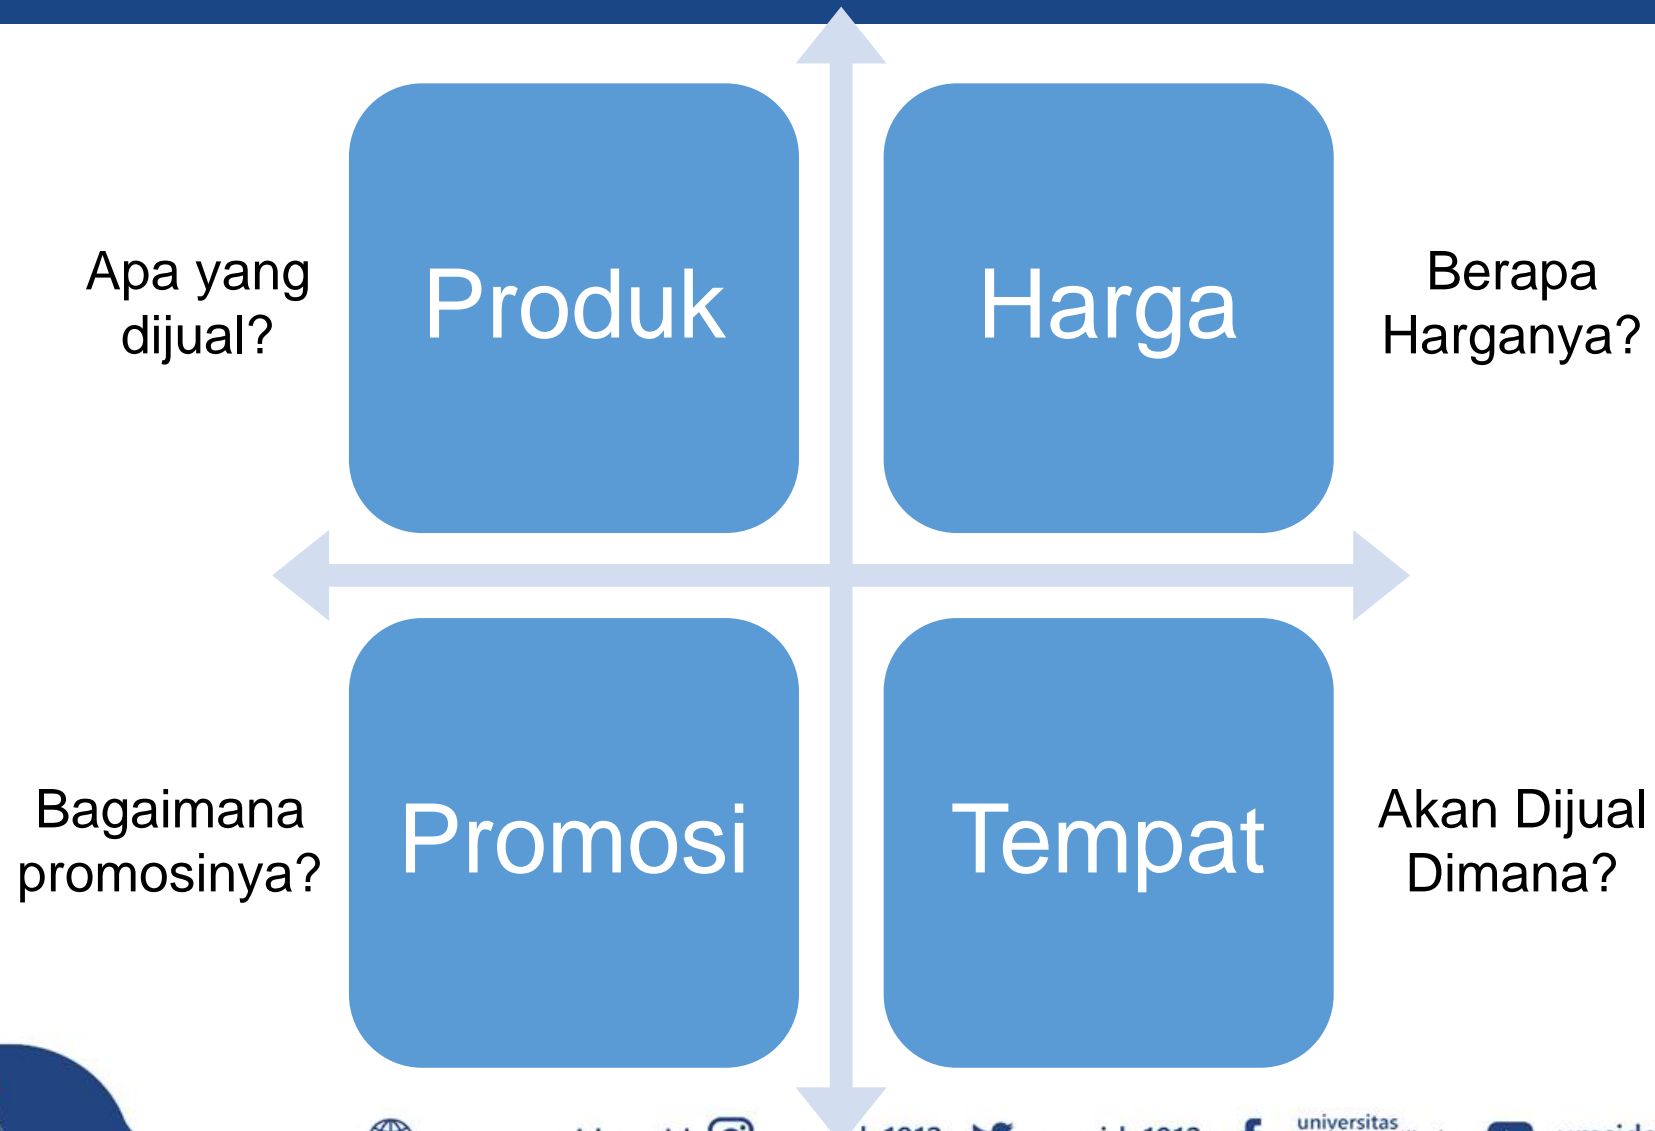 Apa yang
dijual?
Produk
Harga
Berapa
Harganya?
Bagaimana
promosinya?
Promosi
Tempat
Akan Dijual
Dimana?
universitas